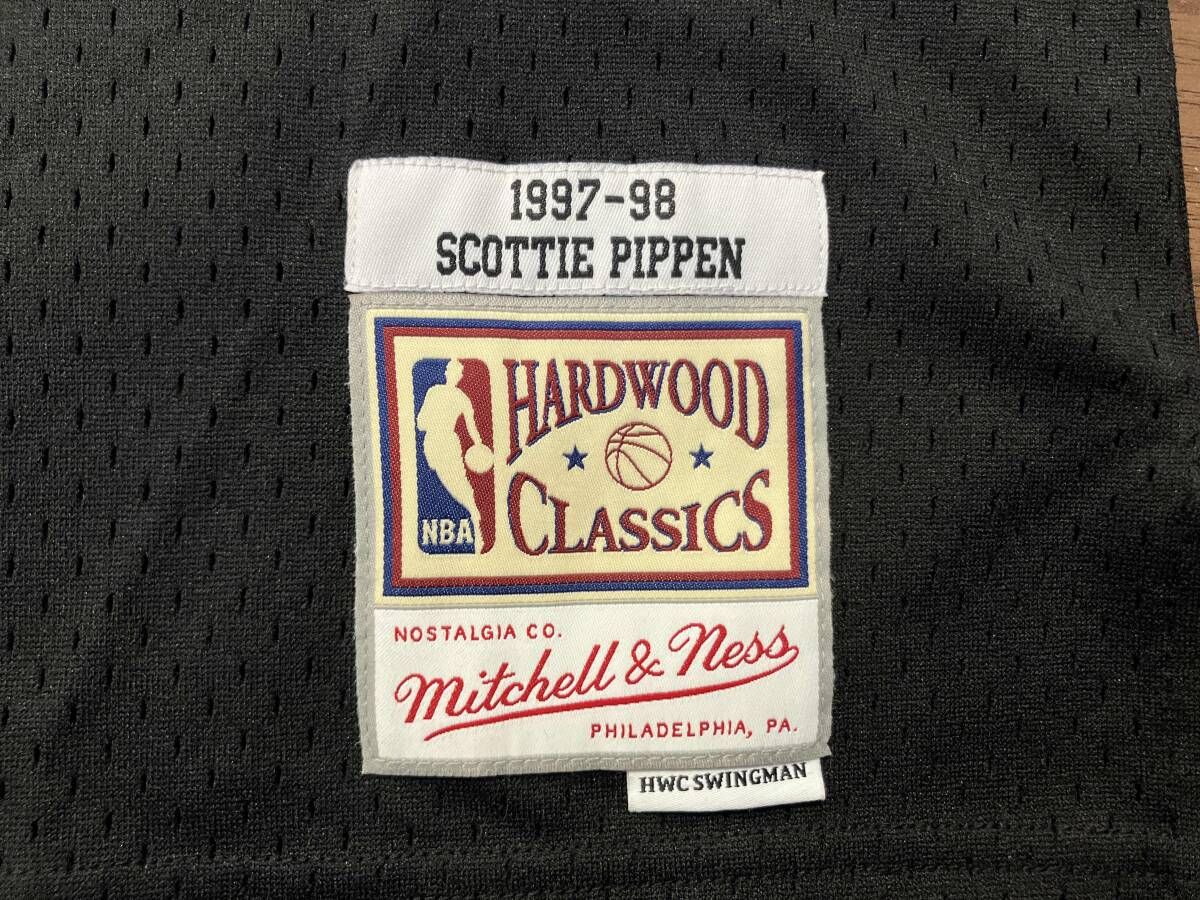 1997-98
SCOTTIE PIPPEN
HARDWOOD
CLASSICS
NBA
NOSTALGIA CO.
Mitchell & Ness
PHILADELPHIA, PA.
HWC SWINGMAN